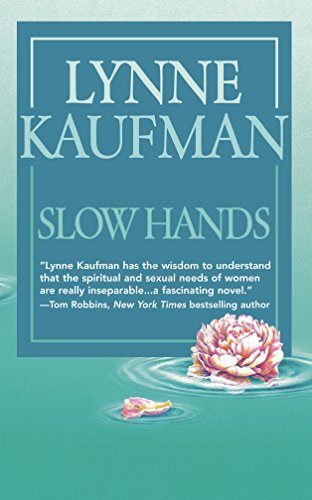 LYNNE
KAUFMAN
SLOW HANDS
“Lynne Kaufman has the wisdom to understand
that the spiritual and sexual needs of women
are really inseparable...a fascinating novel.”
—Tom Robbins, New York Times bestselling author